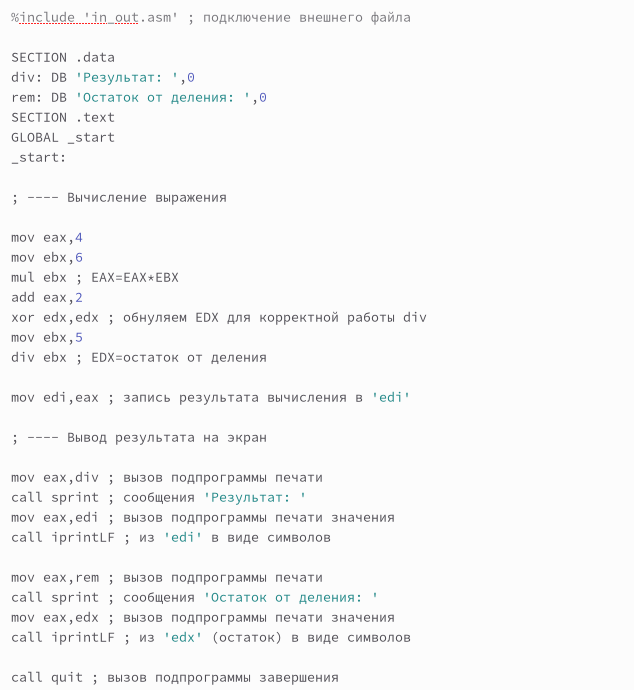 %include 'in_out.asm' ; подключение внешнего файла
SECTION .data
div: DB 'Результат: ',0
rem: DB 'Остаток от деления: ',0
SECTION .text
GLOBAL _start
_start:
; ---- Вычисление выражения
mov eax,4
mov ebx,6
mul ebx ; EAX=EAX*EBX
add eax,2
xor edx,edx ; обнуляем EDX для корректной работы div
mov ebx,5
div ebx ; EDX=остаток от деления
mov edi,eax ; запись результата вычисления в 'edi'
; ---- Вывод результата на экран
mov eax,div ; вызов подпрограммы печати
call sprint ; сообщения 'Результат: '
mov eax,edi ; вызов подпрограммы печати значения
call iprintLF ; из 'edi' в виде символов
mov eax,rem ; вызов подпрограммы печати
call sprint ; сообщения 'Остаток от деления: '
mov eax,edx ; вызов подпрограммы печати значения
call iprintLF ; из 'edx' (остаток) в виде символов
call quit ; вызов подпрограммы завершения